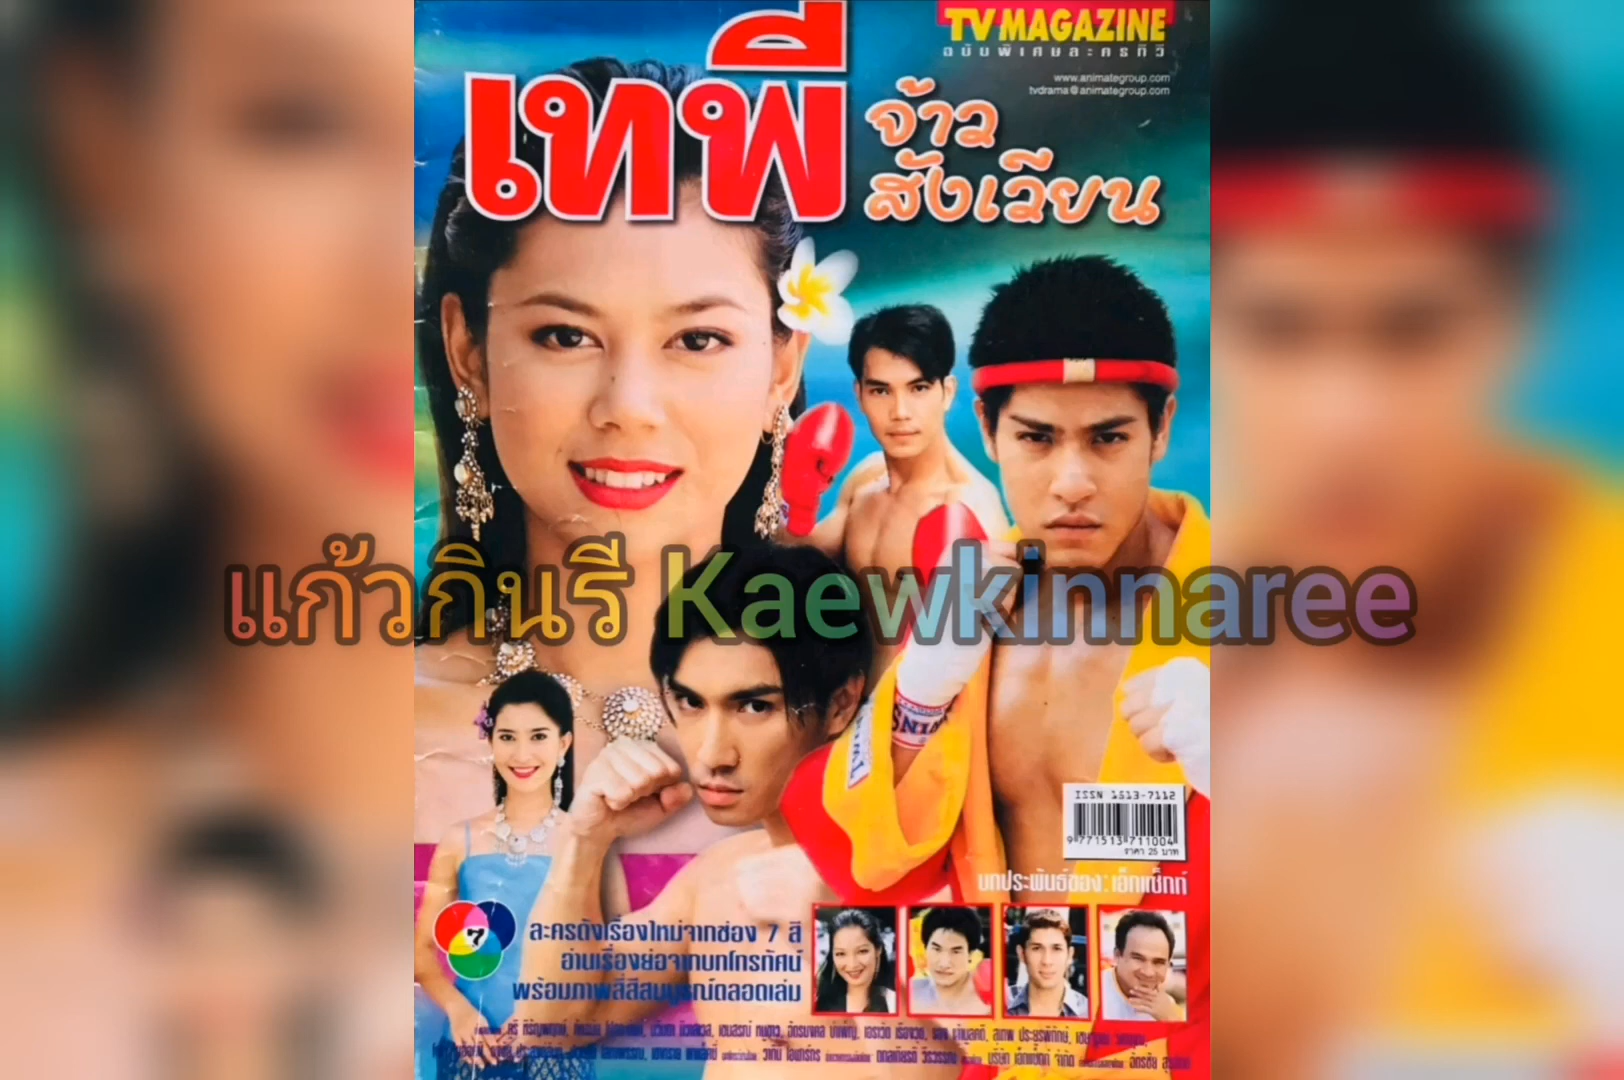 TV MAGAZINE
ฉบับพิเศษละครทีวี
www.animategroup.com
tvdrama@animategroup.com
เทพี
จ้าว
สังเวียน
แก้วกินรี Kaewkinnaree
WINS
ISSN 1513-7112
9 771513 711004
ราคา 25 บาท
บทประพันธ์ของ: เอ็กแซ็กท์
7
ละครดังเรื่องใหม่จากช่อง 7 สี
อ่านเรื่องย่อจากบทโทรทัศน์
พร้อมภาพสี่สีสมบูรณ์ตลอดเล่ม